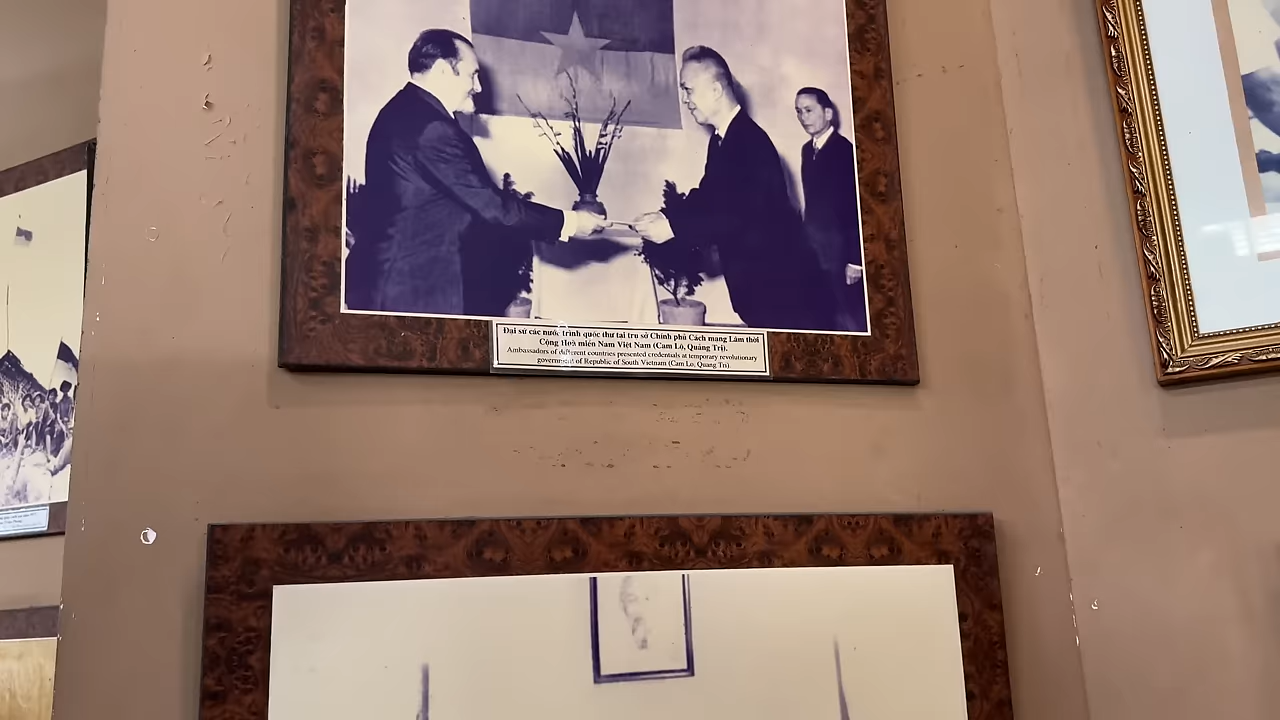 Đại sứ các nước trình quốc thư tại trụ sở Chính phủ Cách mạng Lâm thời
Cộng Hoà miền Nam Việt Nam (Cam Lộ, Quảng Trị).
Ambassadors of different countries presented credentials at temporary revolutionary
government of Republic of South Vietnam (Cam Lo, Quang Tri)